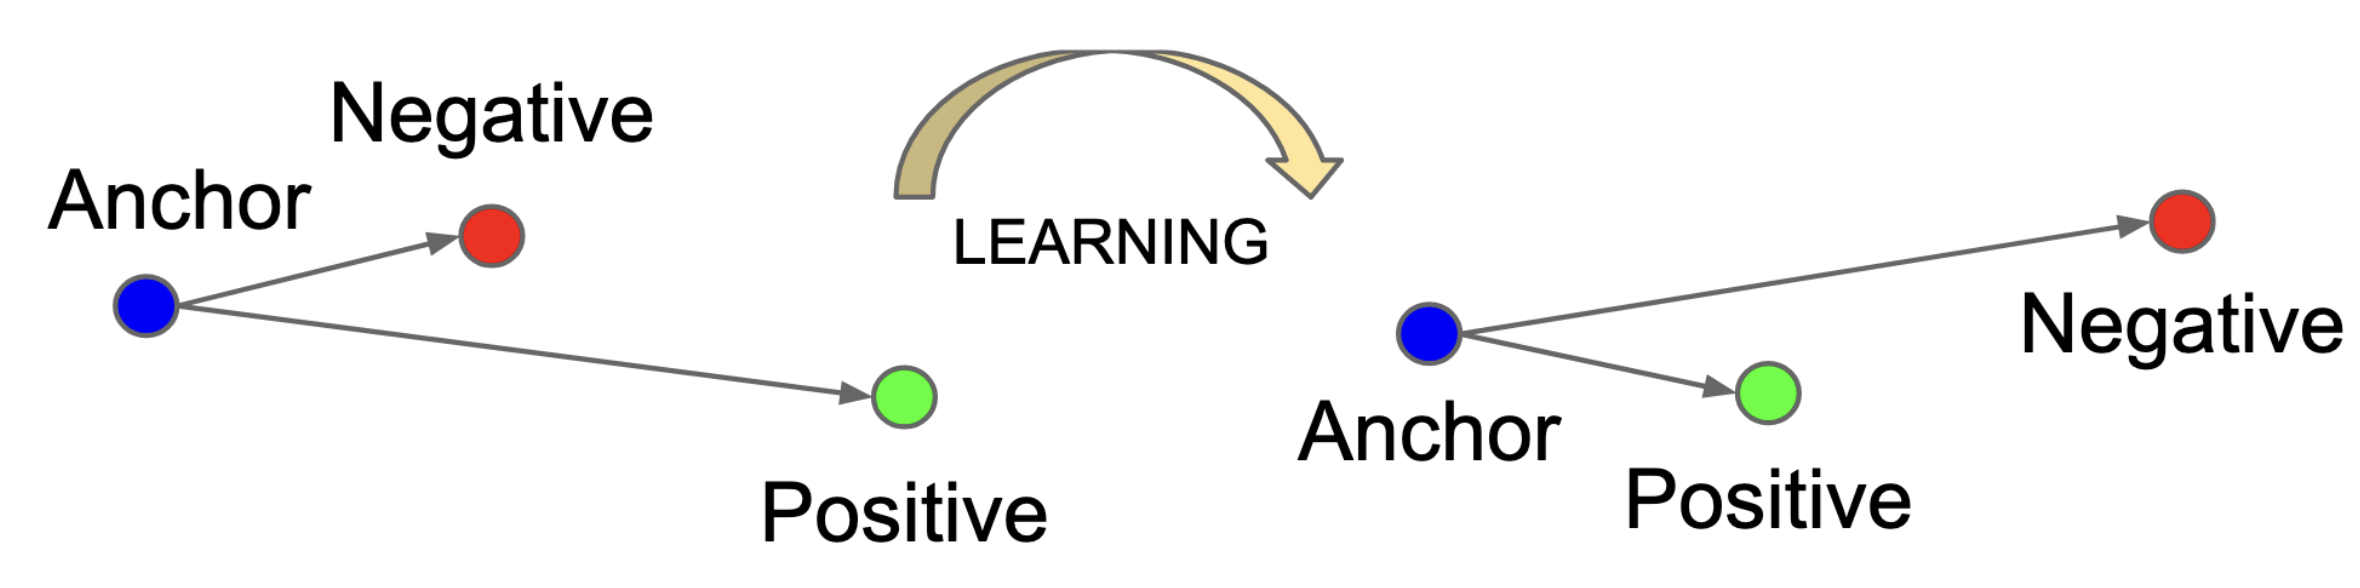 Negative
Anchor
Positive
LEARNING
Negative
Anchor
Positive